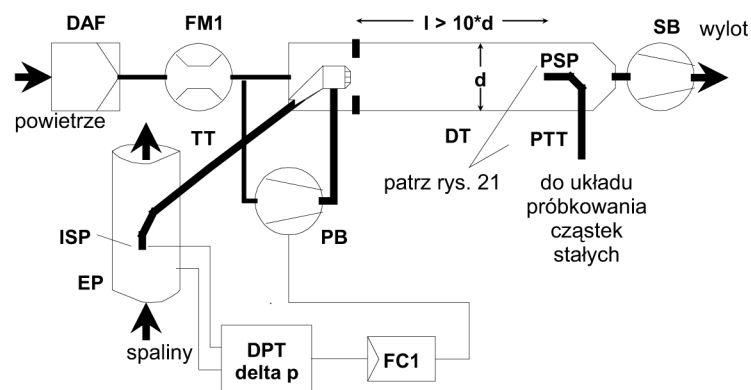 DAF
FM1
l > 10*d
SB
wylot
d
PSP
powietrze
TT
DT
PTT
patrz rys. 21
do układu
próbkowania
cząstek
stałych
PB
ISP
EP
spaliny
DPT
delta p
FC1